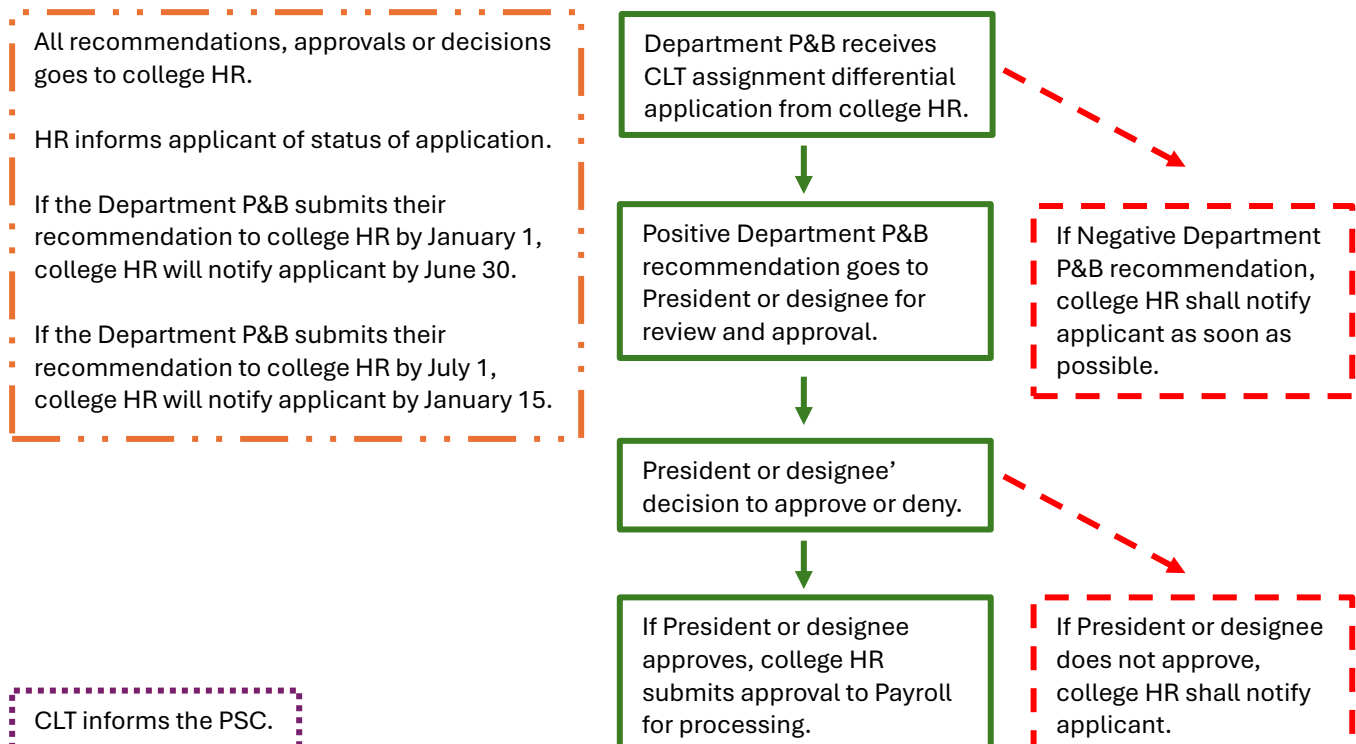 All recommendations, approvals or decisions
goes to college HR.
HR informs applicant of status of application.
If the Department P&B submits their
recommendation to college HR by January 1,
college HR will notify applicant by June 30.
If the Department P&B submits their
recommendation to college HR by July 1,
college HR will notify applicant by January 15.
Department P&B receives
CLT assignment differential
application from college HR.
Positive Department P&B
recommendation goes to
President or designee for
review and approval.
If Negative Department
P&B recommendation,
college HR shall notify
applicant as soon as
possible.
President or designee’
decision to approve or deny.
If President or designee
approves, college HR
submits approval to Payroll
for processing.
If President or designee
does not approve,
college HR shall notify
applicant.
CLT informs the PSC.